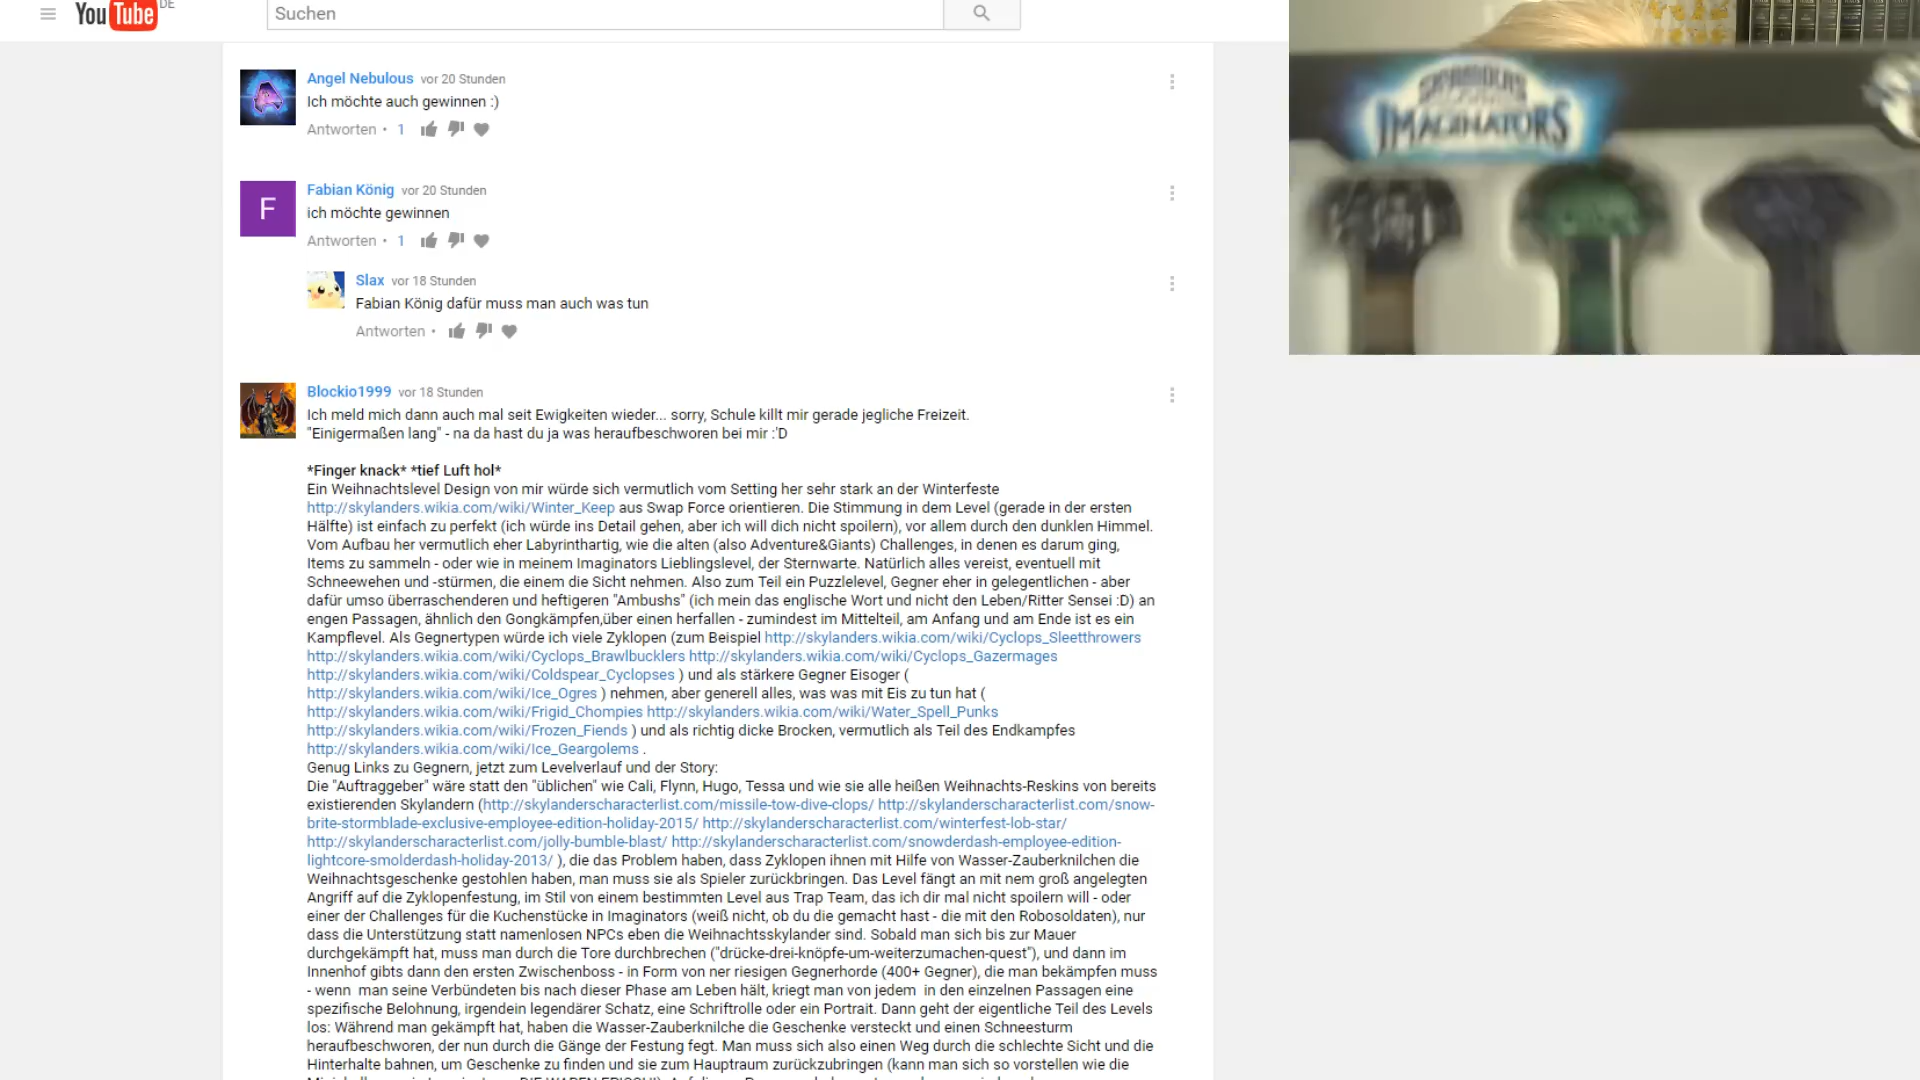 YouTube DE
Suchen
Angel Nebulous vor 20 Stunden
Ich möchte auch gewinnen :)
Antworten • 1
F
Fabian König vor 20 Stunden
ich möchte gewinnen
Antworten • 1
Slax vor 18 Stunden
Fabian König dafür muss man auch was tun
Antworten •
Blockio1999 vor 18 Stunden
Ich meld mich dann auch mal seit Ewigkeiten wieder... sorry, Schule killt mir gerade jegliche Freizeit.
"Einigermaßen lang" - na da hast du ja was heraufbeschworen bei mir :'D
*Finger knack* *tief Luft hol*
Ein Weihnachtslevel Design von mir würde sich vermutlich vom Setting her sehr stark an der Winterfeste
http://skylanders.wikia.com/wiki/Winter_Keep aus Swap Force orientieren. Die Stimmung in dem Level (gerade in der ersten
Hälfte) ist einfach zu perfekt (ich würde ins Detail gehen, aber ich will dich nicht spoilern), vor allem durch den dunklen Himmel.
Vom Aufbau her vermutlich eher Labyrinthartig, wie die alten (also Adventure&Giants) Challenges, in denen es darum ging,
Items zu sammeln - oder wie in meinem Imaginators Lieblingslevel, der Sternwarte. Natürlich alles vereist, eventuell mit
Schneewehen und -stürmen, die einem die Sicht nehmen. Also zum Teil ein Puzzlelevel, Gegner eher in gelegentlichen - aber
dafür umso überraschenderen und heftigeren "Ambushs" (ich mein das englische Wort und nicht den Leben/Ritter Sensei :D) an
engen Passagen, ähnlich den Gongkämpfen,über einen herfallen - zumindest im Mittelteil, am Anfang und am Ende ist es ein
Kampflevel. Als Gegnertypen würde ich viele Zyklopen (zum Beispiel http://skylanders.wikia.com/wiki/Cyclops_Sleetthrowers
http://skylanders.wikia.com/wiki/Cyclops_Brawlbucklers http://skylanders.wikia.com/wiki/Cyclops_Gazermages
http://skylanders.wikia.com/wiki/Coldspear_Cyclopses ) und als stärkere Gegner Eisoger (
http://skylanders.wikia.com/wiki/Ice_Ogres ) nehmen, aber generell alles, was was mit Eis zu tun hat (
http://skylanders.wikia.com/wiki/Frigid_Chompies http://skylanders.wikia.com/wiki/Water_Spell_Punks
http://skylanders.wikia.com/wiki/Frozen_Fiends ) und als richtig dicke Brocken, vermutlich als Teil des Endkampfes
http://skylanders.wikia.com/wiki/Ice_Geargolems .
Genug Links zu Gegnern, jetzt zum Levelverlauf und der Story:
Die "Auftraggeber" wäre statt den "üblichen" wie Cali, Flynn, Hugo, Tessa und wie sie alle heißen Weihnachts-Reskins von bereits
existierenden Skylandern (http://skylanderscharacterlist.com/missile-tow-dive-clops/ http://skylanderscharacterlist.com/snow-
brite-stormblade-exclusive-employee-edition-holiday-2015/ http://skylanderscharacterlist.com/winterfest-lob-star/
http://skylanderscharacterlist.com/jolly-bumble-blast/ http://skylanderscharacterlist.com/snowderdash-employee-edition-
lightcore-smolderdash-holiday-2013/ ), die das Problem haben, dass Zyklopen ihnen mit Hilfe von Wasser-Zauberknilchen die
Weihnachtsgeschenke gestohlen haben, man muss sie als Spieler zurückbringen. Das Level fängt an mit nem groß angelegten
Angriff auf die Zyklopenfestung, im Stil von einem bestimmten Level aus Trap Team, das ich dir mal nicht spoilern will - oder
einer der Challenges für die Kuchenstücke in Imaginators (weiß nicht, ob du die gemacht hast - die mit den Robosoldaten), nur
dass die Unterstützung statt namenlosen NPCs eben die Weihnachtsskylander sind. Sobald man sich bis zur Mauer
durchgekämpft hat, muss man durch die Tore durchbrechen ("drücke-drei-knöpfe-um-weiterzumachen-quest"), und dann im
Innenhof gibts dann den ersten Zwischenboss - in Form von ner riesigen Gegnerhorde (400+ Gegner), die man bekämpfen muss
- wenn man seine Verbündeten bis nach dieser Phase am Leben hält, kriegt man von jedem in den einzelnen Passagen eine
spezifische Belohnung, irgendein legendärer Schatz, eine Schriftrolle oder ein Portrait. Dann geht der eigentliche Teil des Levels
los: Während man gekämpft hat, haben die Wasser-Zauberknilche die Geschenke versteckt und einen Schneesturm
heraufbeschworen, der nun durch die Gänge der Festung fegt. Man muss sich also einen Weg durch die schlechte Sicht und die
Hinterhalte bahnen, um Geschenke zu finden und sie zum Hauptraum zurückzubringen (kann man sich so vorstellen wie die
SKYLANDERS
IMAGINATORS